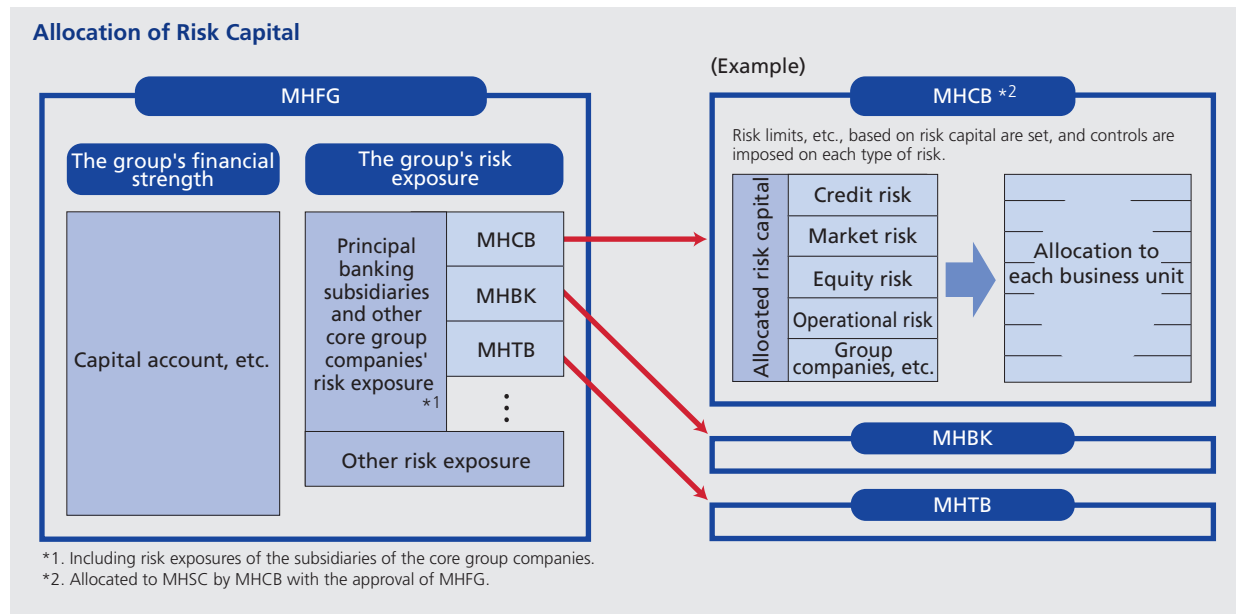 Allocation of Risk Capital
MHFG
The group's financial
strength
Capital account, etc.
The group's risk
exposure
Principal
banking
subsidiaries
and other
core group
companies'
risk exposure
*1
MHCB
MHBK
MHTB
Other risk exposure
(Example)
MHCB *2
Risk limits, etc., based on risk capital are set, and controls are
imposed on each type of risk.
Allocated risk capital
Credit risk
Market risk
Equity risk
Operational risk
Group
companies, etc.
Allocation to
each business unit
MHBK
MHTB
*1. Including risk exposures of the subsidiaries of the core group companies.
*2. Allocated to MHSC by MHCB with the approval of MHFG.